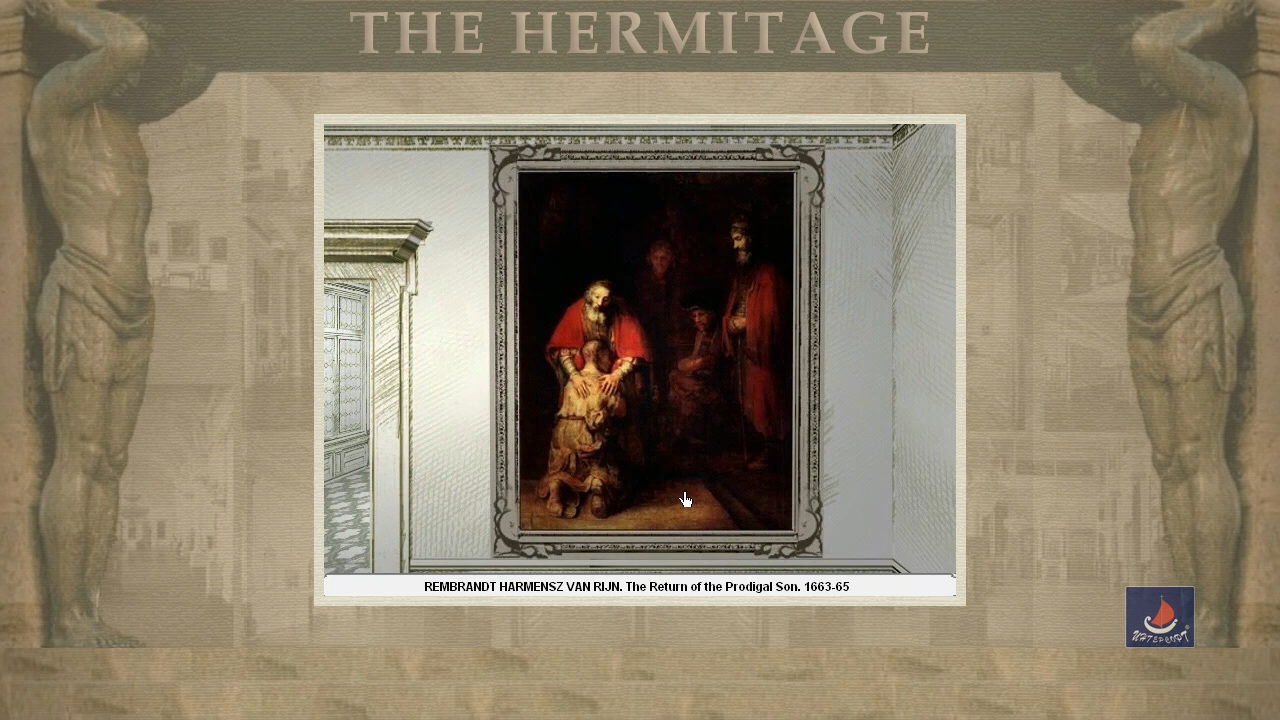 THE HERMITAGE
REMBRANDT HARMENSZ VAN RIJN. The Return of the Prodigal Son. 1663-65